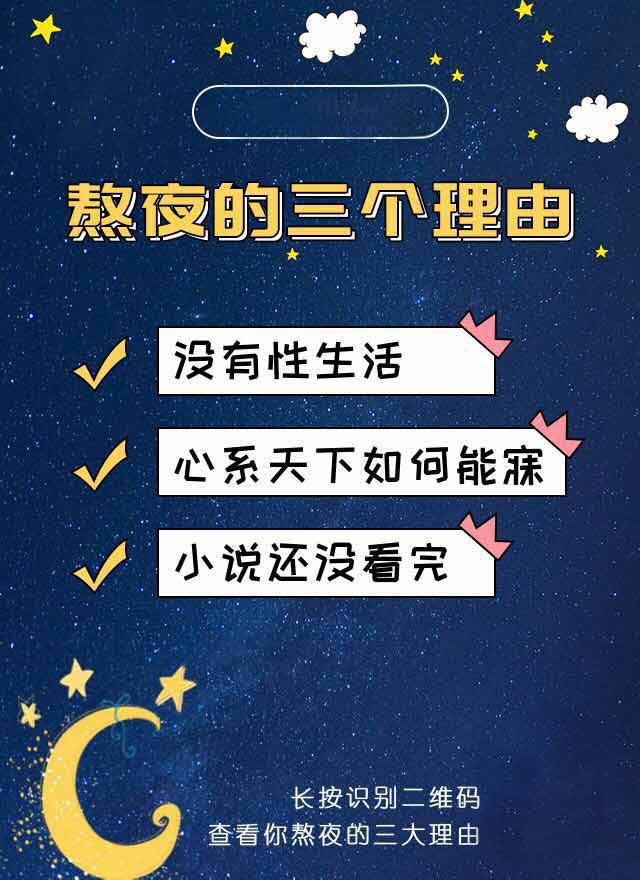 熬夜的三个理由
没有性生活
心系天下如何能寐
小说还没看完
长按识别二维码
查看你熬夜的三大理由